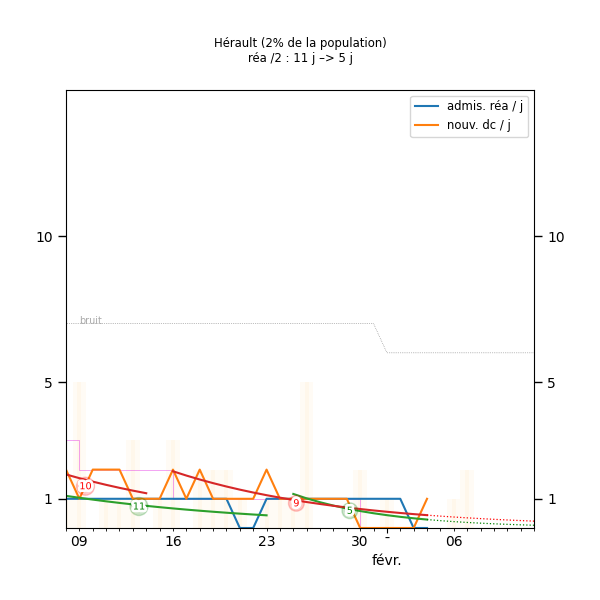 Hérault (2% de la population)
réa /2 : 11 j –> 5 j
admis. réa / j
nouv. dc / j
10 10
bruit
5 5
10
11
9
5
1 1
09 16 23 30 - 06
févr.